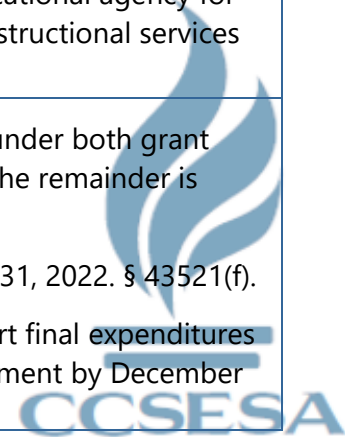 ational agency for
structional services
under both grant
he remainder is
31, 2022. § 43521(f).
rt final expenditures
ment by December
CCSESA